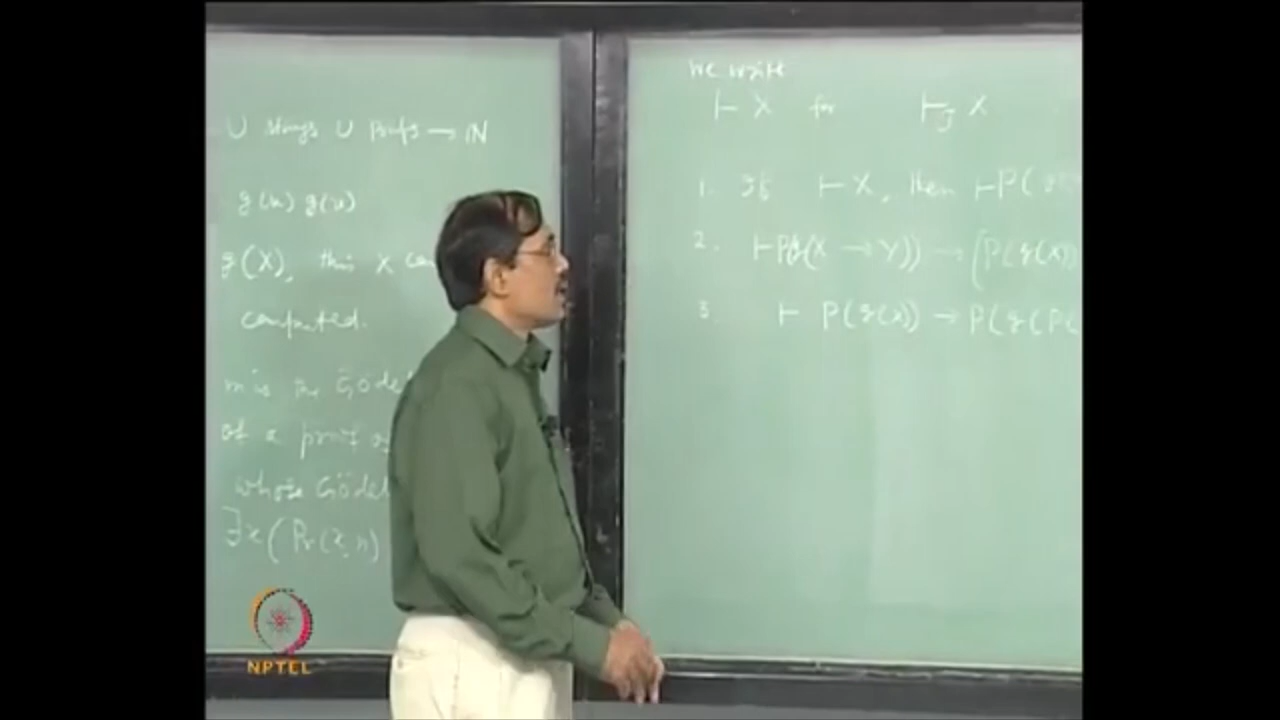 ∪ strings ∪ proofs → ℕ
g(u) g(v)
g(X), this X can
computed.
m is the Gödel
of a proof of
whose Gödel
∃x(Pr(x,n)
We write
⊢ X for ⊢
1. If ⊢ X, then ⊢P(g
2. ⊢P(g(X → Y)) → (P(g(X))
3. ⊢ P(g(X)) → P(g(P(
NPTEL